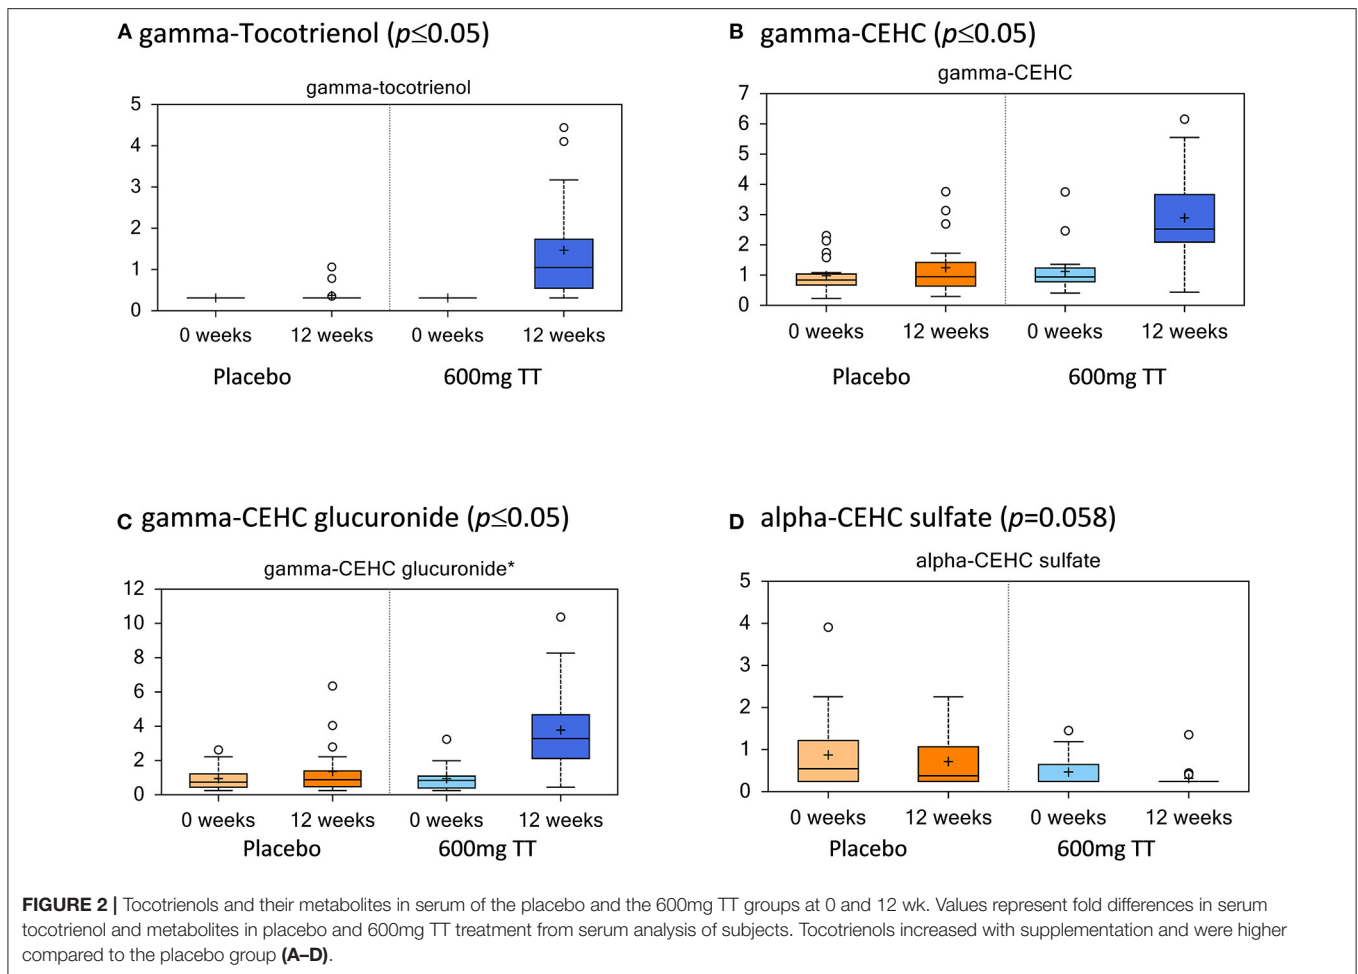 A gamma-Tocotrienol (p≤0.05)
gamma-tocotrienol
5
4
3
2
1
0
0 weeks 12 weeks 0 weeks 12 weeks
Placebo 600mg TT
B gamma-CEHC (p≤0.05)
gamma-CEHC
7
6
5
4
3
2
1
0
0 weeks 12 weeks 0 weeks 12 weeks
Placebo 600mg TT
C gamma-CEHC glucuronide (p≤0.05)
gamma-CEHC glucuronide*
12
10
8
6
4
2
0
0 weeks 12 weeks 0 weeks 12 weeks
Placebo 600mg TT
D alpha-CEHC sulfate (p=0.058)
alpha-CEHC sulfate
5
4
3
2
1
0
0 weeks 12 weeks 0 weeks 12 weeks
Placebo 600mg TT
FIGURE 2 | Tocotrienols and their metabolites in serum of the placebo and the 600mg TT groups at 0 and 12 wk. Values represent fold differences in serum
tocotrienol and metabolites in placebo and 600mg TT treatment from serum analysis of subjects. Tocotrienols increased with supplementation and were higher
compared to the placebo group (A–D).